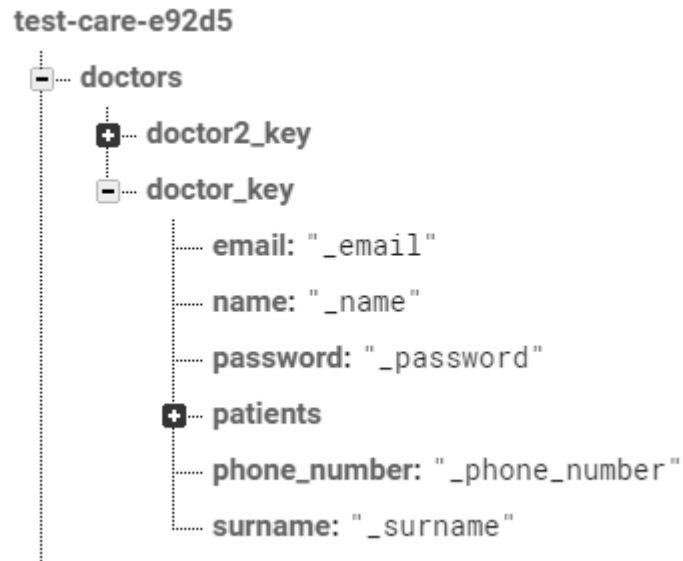 test-care-e92d5
doctors
doctor2_key
doctor_key
email: "_email"
name: "_name"
password: "_password"
patients
phone_number: "_phone_number"
surname: "_surname"